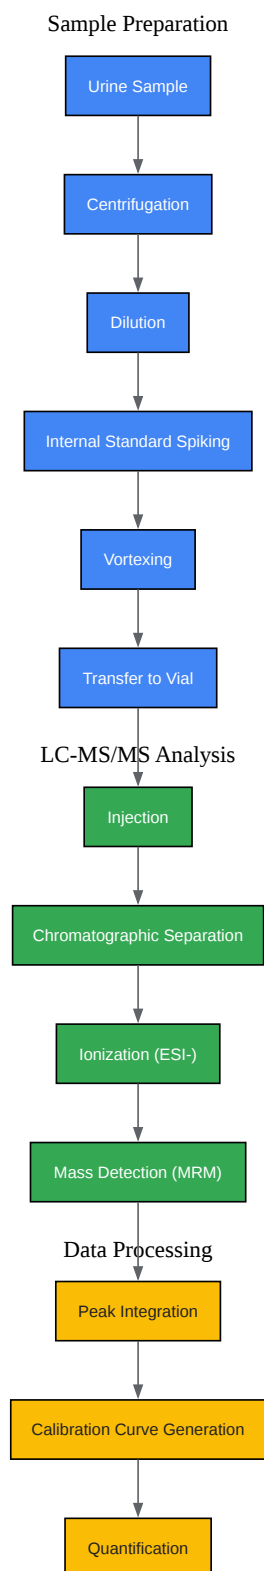 Sample Preparation
Urine Sample
Centrifugation
Dilution
Internal Standard Spiking
Vortexing
Transfer to Vial
LC-MS/MS Analysis
Injection
Chromatographic Separation
Ionization (ESI-)
Mass Detection (MRM)
Data Processing
Peak Integration
Calibration Curve Generation
Quantification